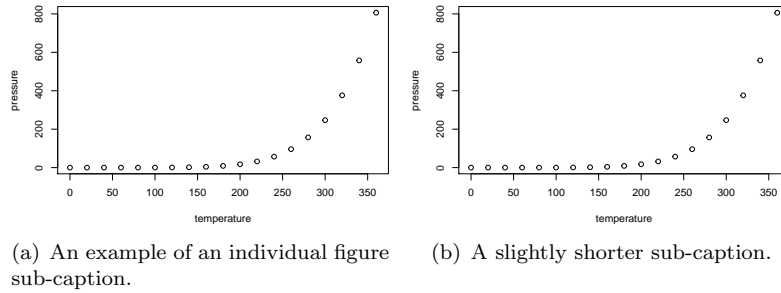 800
600
400
200
0
pressure
0 50 100 150 200 250 300 350
temperature
(a) An example of an individual figure
sub-caption.
800
600
400
200
0
pressure
0 50 100 150 200 250 300 350
temperature
(b) A slightly shorter sub-caption.